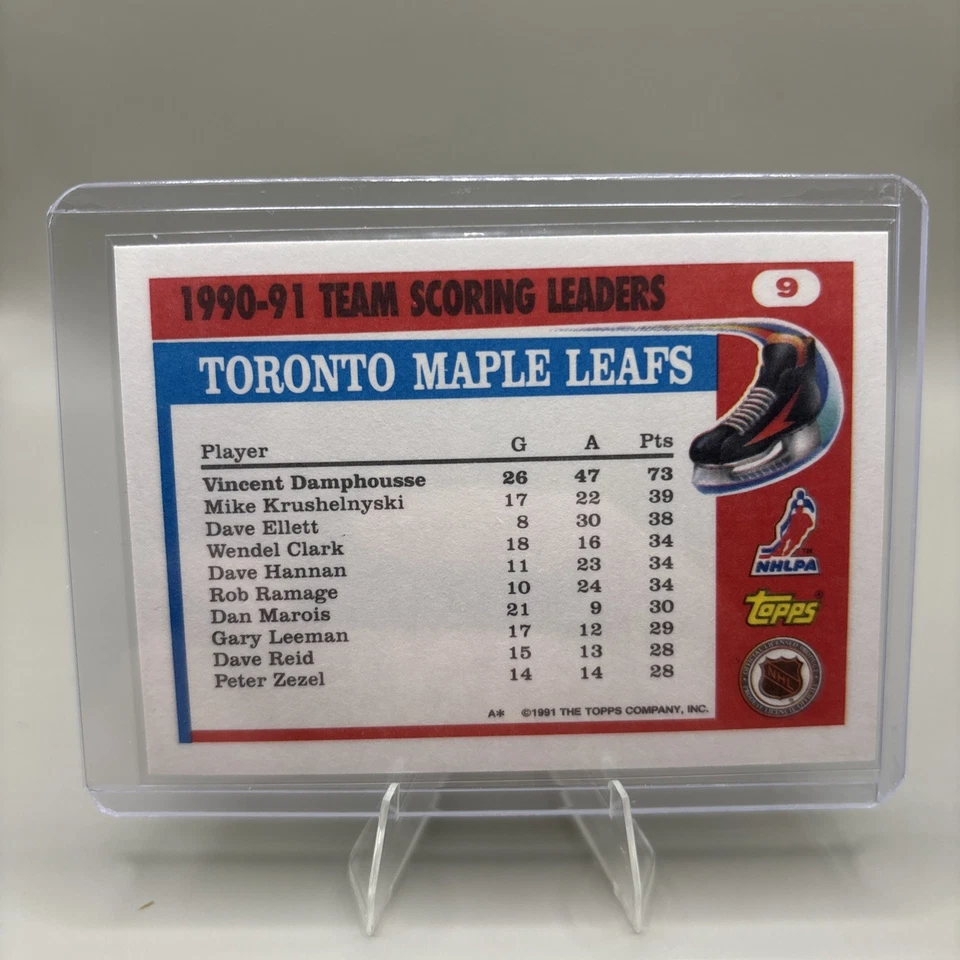 1990-91 TEAM SCORING LEADERS 9
TORONTO MAPLE LEAFS
Player G A Pts
Vincent Damphousse 26 47 73
Mike Krushelnyski 17 22 39
Dave Ellett 8 30 38
Wendel Clark 18 16 34
Dave Hannan 11 23 34
Rob Ramage 10 24 34
Dan Marois 21 9 30
Gary Leeman 17 12 29
Dave Reid 15 13 28
Peter Zezel 14 14 28
A* ©1991 THE TOPPS COMPANY, INC.
TM
NHLPA
TOPPS ®
NHL